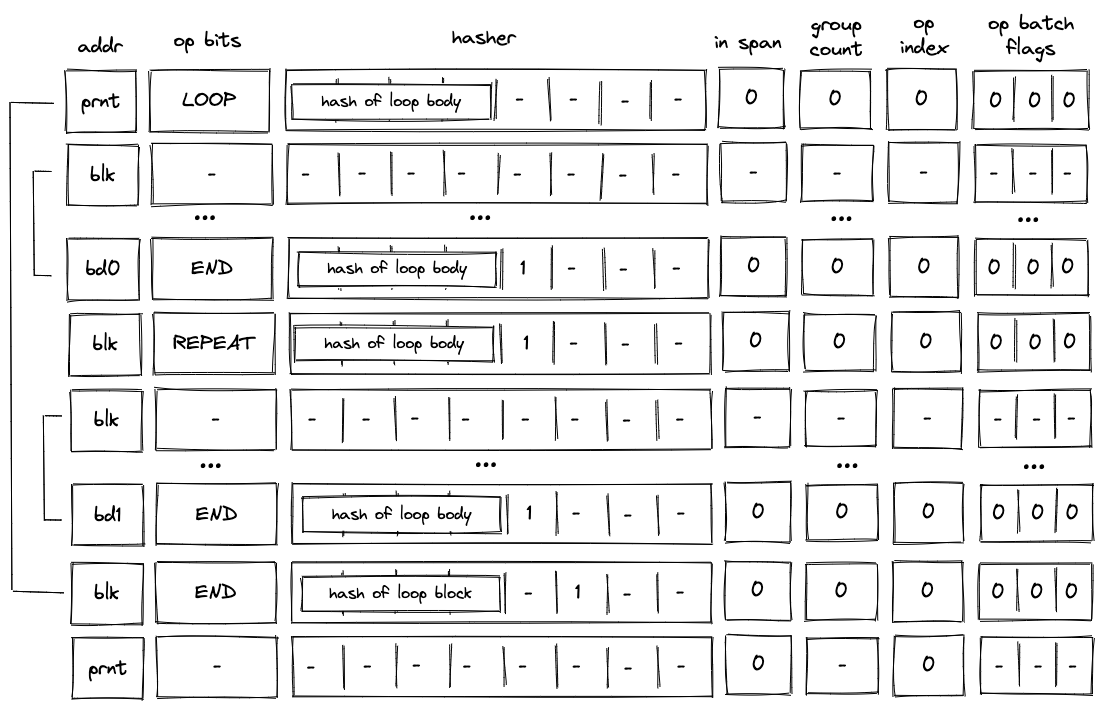 addr op bits hasher in span group count op index op batch flags
prnt LOOP hash of loop body - - - - 0 0 0 0 0 0
blk - - - - - - - - - - - - - - -
... ... ... ...
bd0 END hash of loop body 1 - - - 0 0 0 0 0 0
blk REPEAT hash of loop body 1 - - - 0 0 0 0 0 0
blk - - - - - - - - - - - - - - -
... ... ... ...
bd1 END hash of loop body 1 - - - 0 0 0 0 0 0
blk END hash of loop block - 1 - - 0 0 0 0 0 0
prnt - - - - - - - - - 0 - 0 - - -